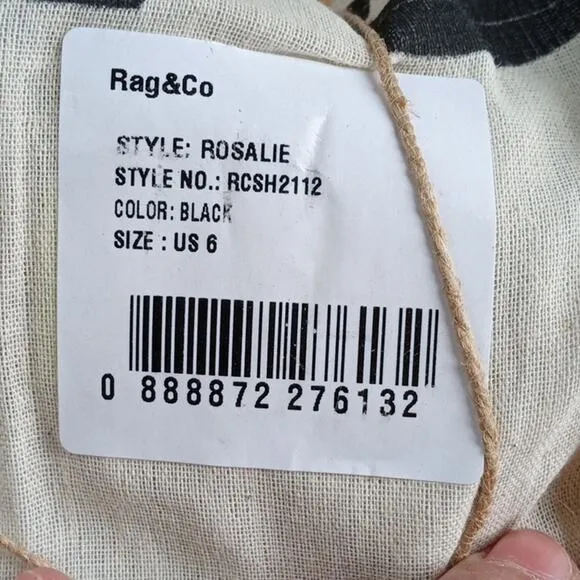 Rag&Co
STYLE: ROSALIE
STYLE NO.: RCSH2112
COLOR: BLACK
SIZE : US 6
0 888872 276132